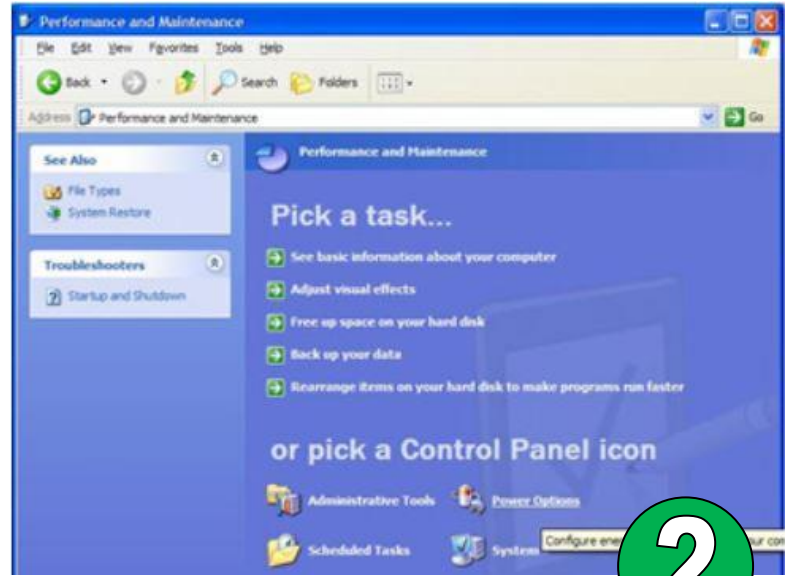 Performance and Maintenance
File Edit View Favorites Tools Help
Back Search Folders
Address Performance and Maintenance Go
See Also
File Types
System Restore
Troubleshooters
Startup and Shutdown
Performance and Maintenance
Pick a task...
See basic information about your computer
Adjust visual effects
Free up space on your hard disk
Back up your data
Rearrange items on your hard disk to make programs run faster
or pick a Control Panel icon
Administrative Tools Power Options
Scheduled Tasks System
Configure
2